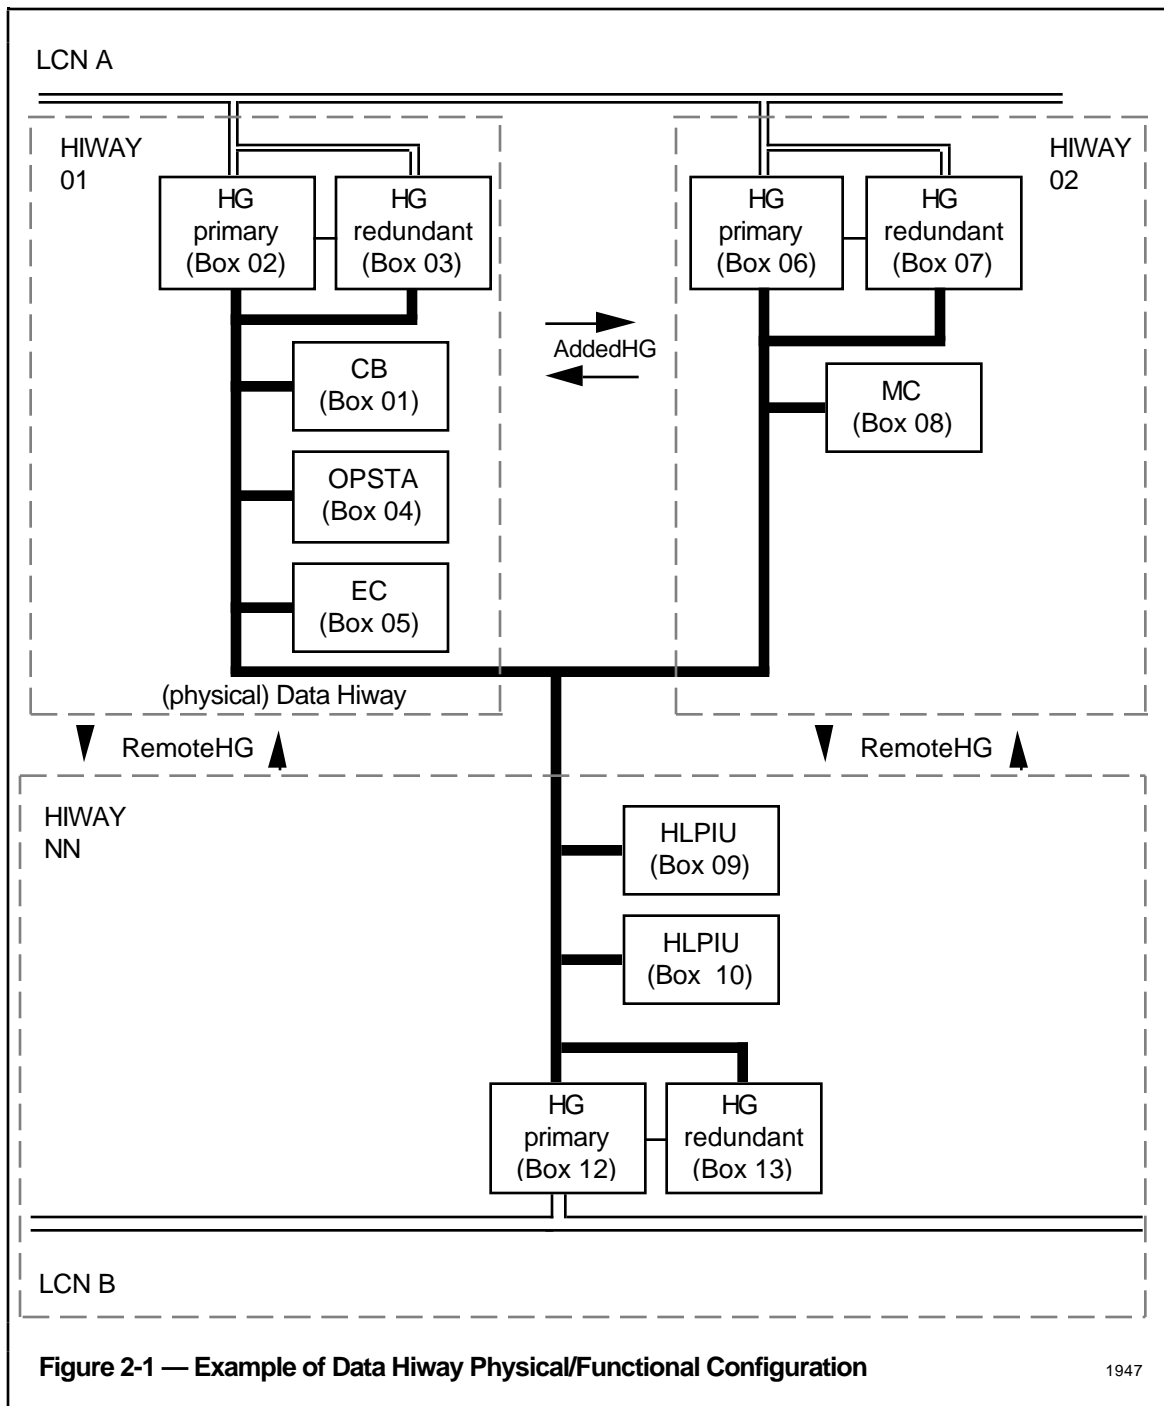 LCN A
HIWAY
01
HIWAY
02
HG
primary
(Box 02)
HG
redundant
(Box 03)
HG
primary
(Box 06)
HG
redundant
(Box 07)
AddedHG
CB
(Box 01)
MC
(Box 08)
OPSTA
(Box 04)
EC
(Box 05)
(physical) Data Hiway
RemoteHG
RemoteHG
HIWAY
NN
HLPIU
(Box 09)
HLPIU
(Box 10)
HG
primary
(Box 12)
HG
redundant
(Box 13)
LCN B
Figure 2-1 — Example of Data Hiway Physical/Functional Configuration
1947